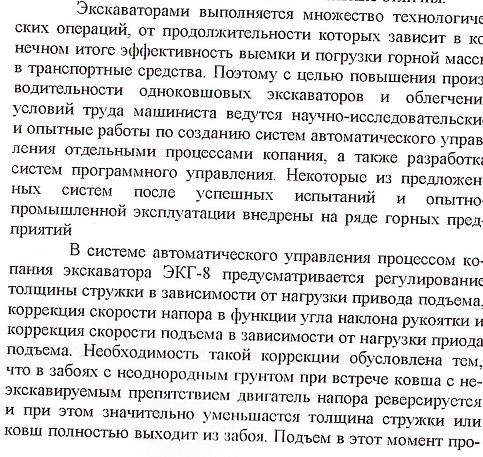 Экскаваторами выполняется множество технологиче
ских операций, от продолжительности которых зависит в ко
нечном итоге эффективность выемки и погрузки горной масс
в транспортные средства. Поэтому с целью повышения произ
водительности одноковшовых экскаваторов и облегчени
условий труда машиниста ведутся научно-исследовательски
и опытные работы по созданию систем автоматического управ
ления отдельными процессами копания, а также разработка
систем программного управления. Некоторые из предложен
ных систем после успешных испытаний и опытно-
промышленной эксплуатации внедрены на ряде горных пред-
приятий
В системе автоматического управления процессом ко-
пания экскаватора ЭКГ-8 предусматривается регулирование
толщины стружки в зависимости от нагрузки привода подъема,
коррекция скорости напора в функции угла наклона рукоятки и
коррекция скорости подъема в зависимости от нагрузки приода
подъема. Необходимость такой коррекции обусловлена тем,
что в забоях с неоднородным грунтом при встрече ковша с не-
экскавируемым препятствием двигатель напора реверсируется
и при этом значительно уменьшается толщина стружки или
ковш полностью выходит из забоя. Подъем в этот момент про-